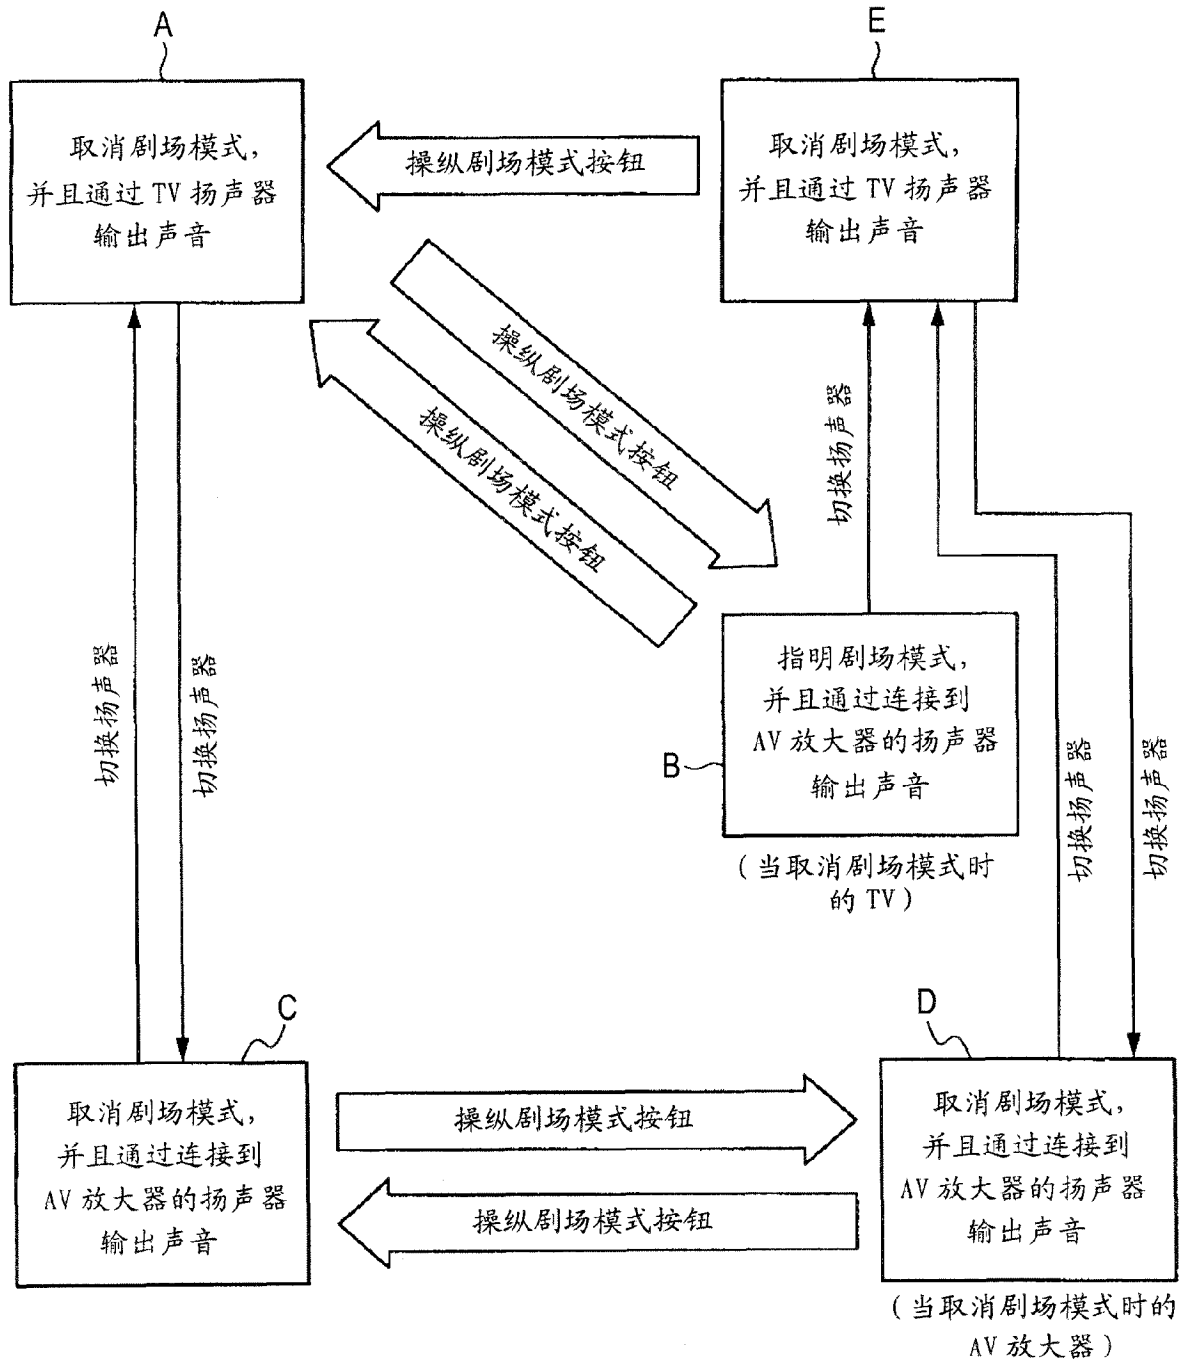 A
取消剧场模式，
并且通过 TV 扬声器
输出声音
E
取消剧场模式，
并且通过 TV 扬声器
输出声音
操纵剧场模式按钮
操纵剧场模式按钮
操纵剧场模式按钮
切换扬声器
B
指明剧场模式，
并且通过连接到
AV 放大器的扬声器
输出声音
(当取消剧场模式时
的 TV)
切换扬声器
切换扬声器
切换扬声器
切换扬声器
C
取消剧场模式，
并且通过连接到
AV 放大器的扬声器
输出声音
操纵剧场模式按钮
操纵剧场模式按钮
D
取消剧场模式，
并且通过连接到
AV 放大器的扬声器
输出声音
(当取消剧场模式时的
AV 放大器)